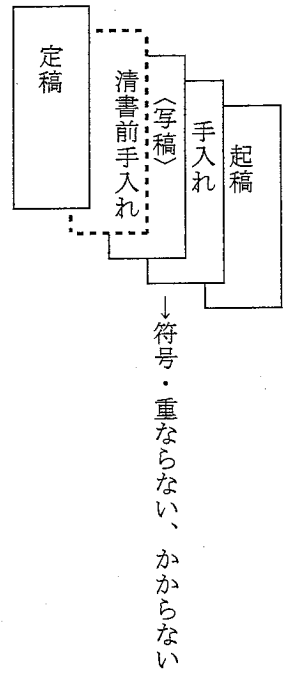 起稿
手入れ
〈写稿〉
清書前手入れ
定稿
→符号・重ならない、かからない